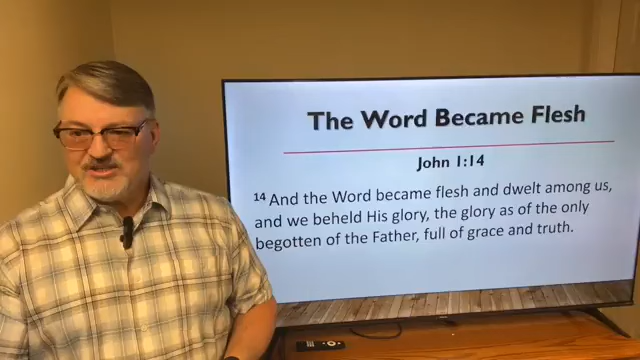 The Word Became Flesh
John 1:14
14 And the Word became flesh and dwelt among us,
and we beheld His glory, the glory as of the only
begotten of the Father, full of grace and truth.